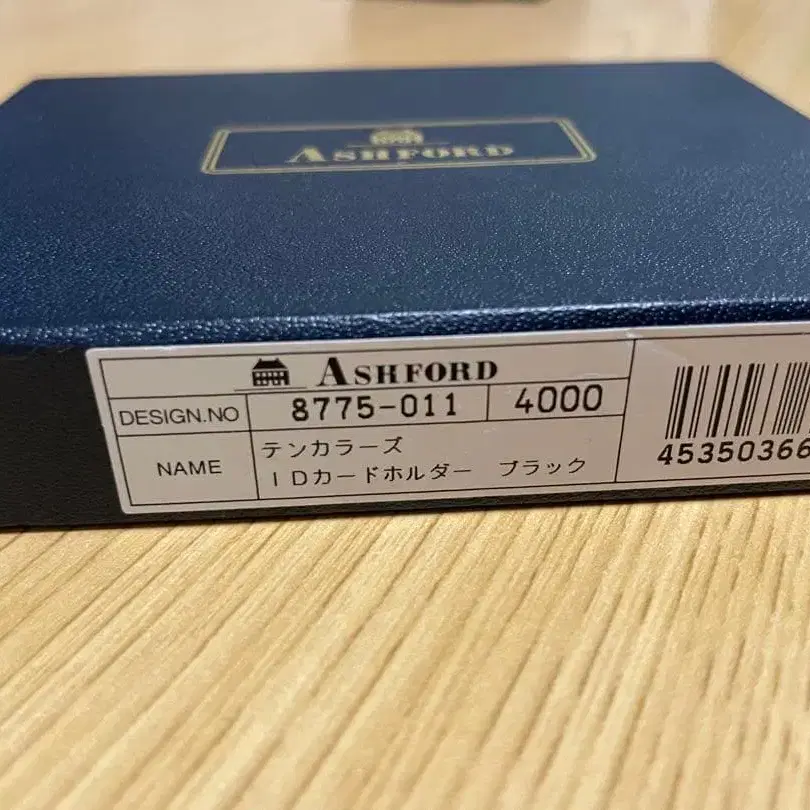 ASHFORD
ASHFORD
DESIGN.NO 8775-011 4000
NAME テンカラーズ
IDカードホルダー ブラック
45350366